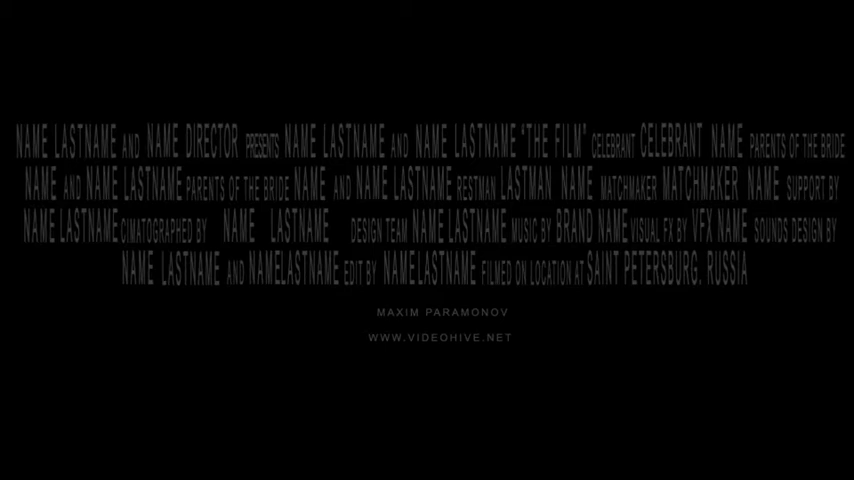 NAME LASTNAME AND NAME DIRECTOR PRESENTS NAME LASTNAME AND NAME LASTNAME "THE FILM" CELEBRANT CELEBRANT NAME PARENTS OF THE BRIDE
NAME AND NAME LASTNAME PARENTS OF THE BRIDE NAME AND NAME LASTNAME RESTMAN LASTMAN NAME MATCHMAKER MATCHMAKER NAME SUPPORT BY
NAME LASTNAME CIMATOGRAPHED BY NAME LASTNAME DESIGN TEAM NAME LASTNAME MUSIC BY BRAND NAME VISUAL FX BY VFX NAME SOUNDS DESIGN BY
NAME LASTNAME AND NAMELASTNAME EDIT BY NAMELASTNAME FILMED ON LOCATION AT SAINT PETERSBURG. RUSSIA
MAXIM PARAMONOV
WWW.VIDEOHIVE.NET